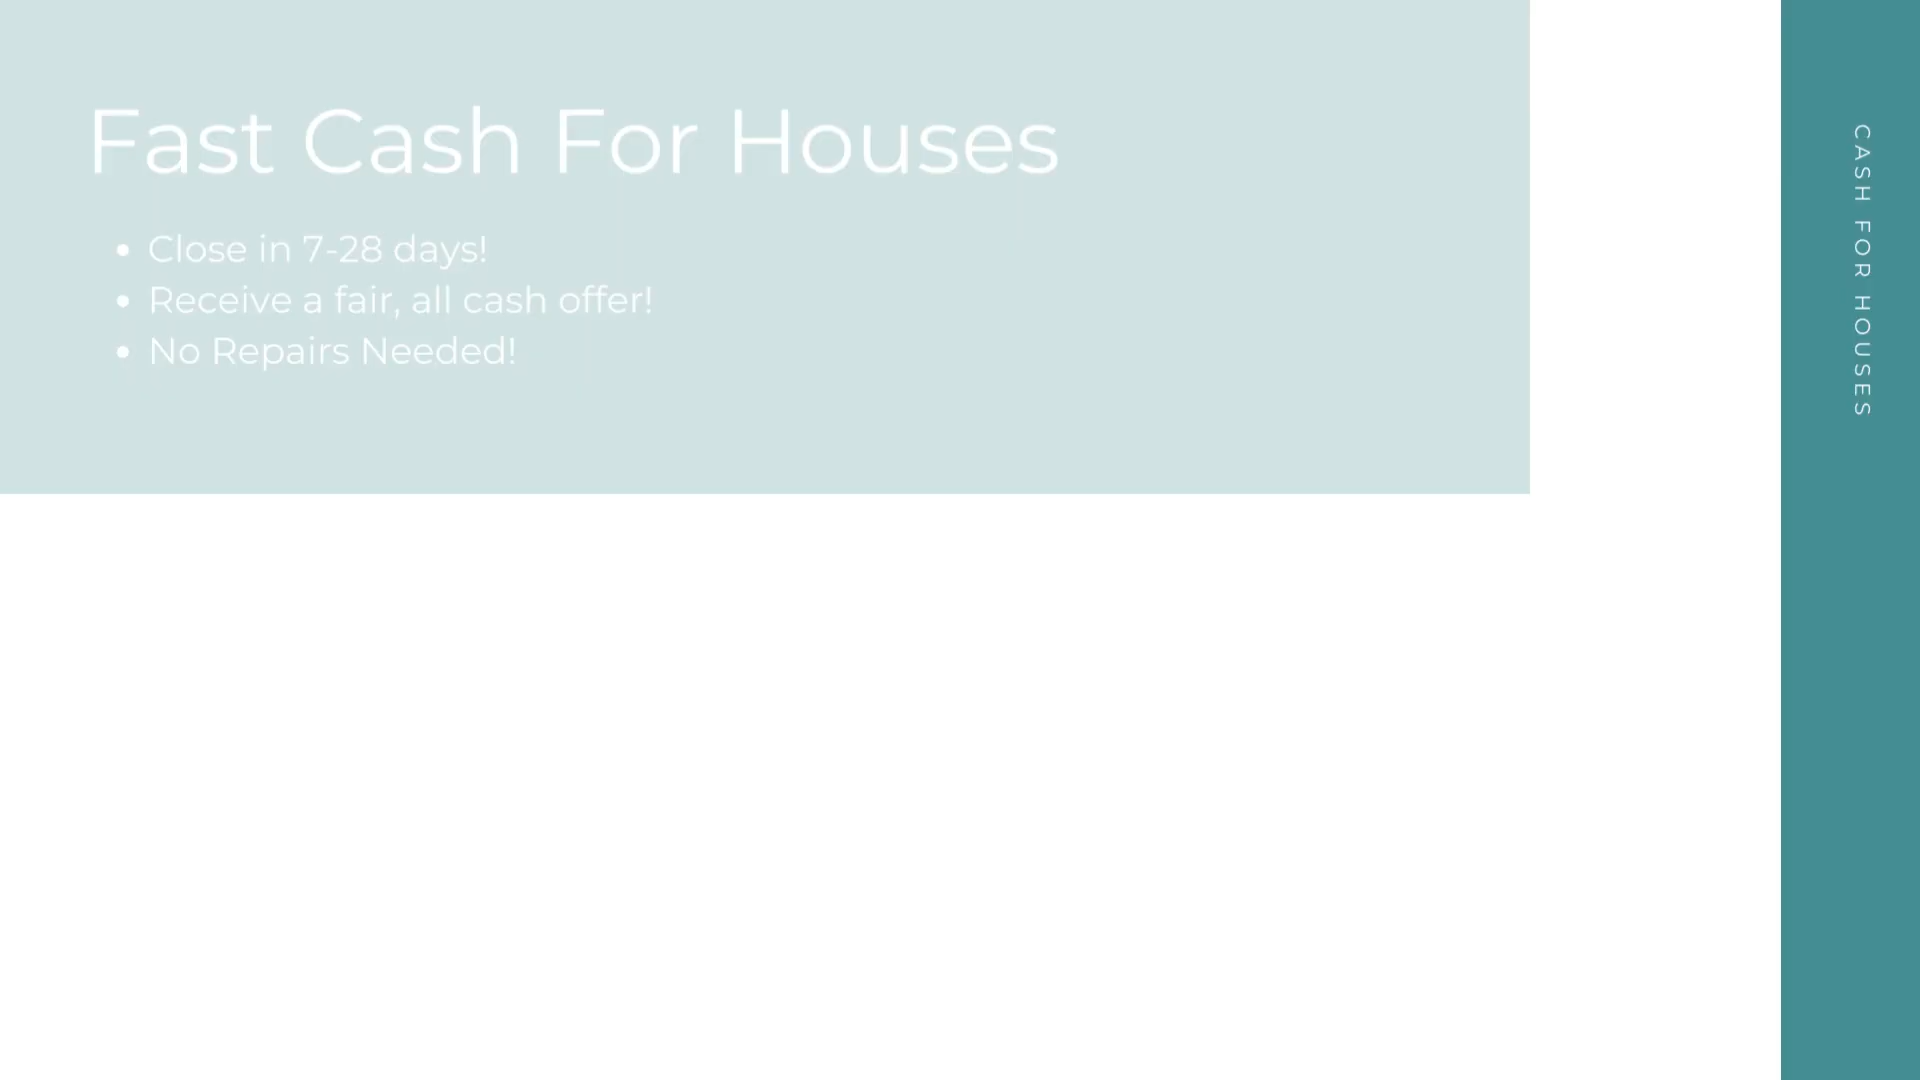 Fast Cash For Houses
• Close in 7-28 days!
• Receive a fair, all cash offer!
• No Repairs Needed!
CASH FOR HOUSES